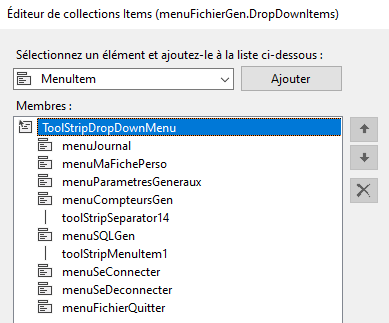 Éditeur de collections Items (menuFichierGen.DropDownItems)
Sélectionnez un élément et ajoutez-le à la liste ci-dessous :
MenuItem
Ajouter
Membres :
ToolStripDropDownMenu
menuJournal
menuMaFichePerso
menuParametresGeneraux
menuCompteursGen
toolStripSeparator14
menuSQLGen
toolStripMenuItem1
menuSeConnecter
menuSeDeconnecter
menuFichierQuitter